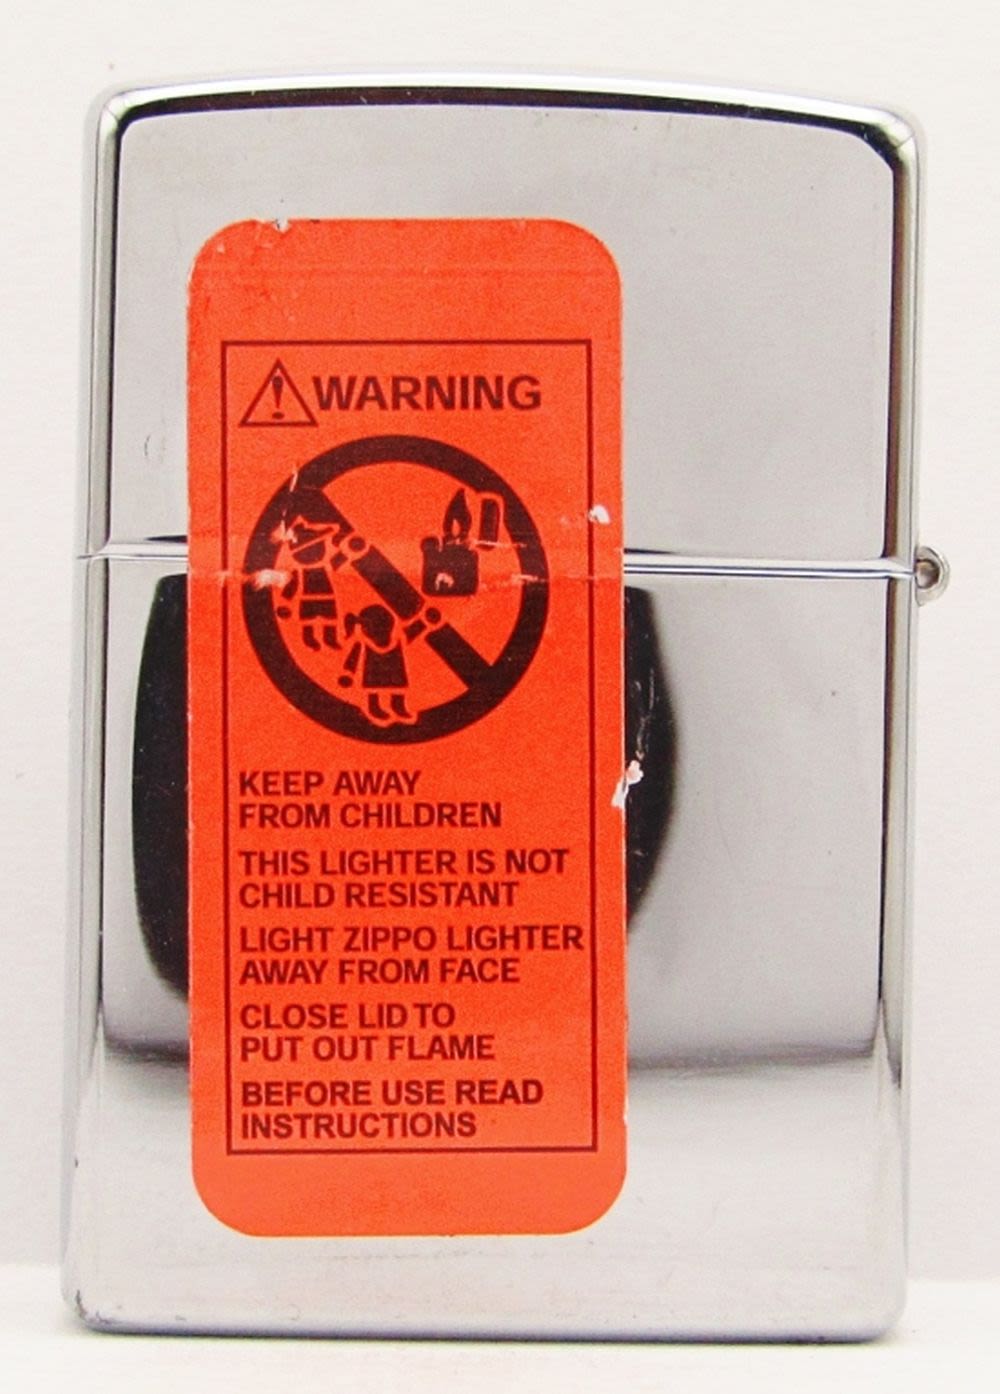 WARNING
KEEP AWAY
FROM CHILDREN
THIS LIGHTER IS NOT
CHILD RESISTANT
LIGHT ZIPPO LIGHTER
AWAY FROM FACE
CLOSE LID TO
PUT OUT FLAME
BEFORE USE READ
INSTRUCTIONS